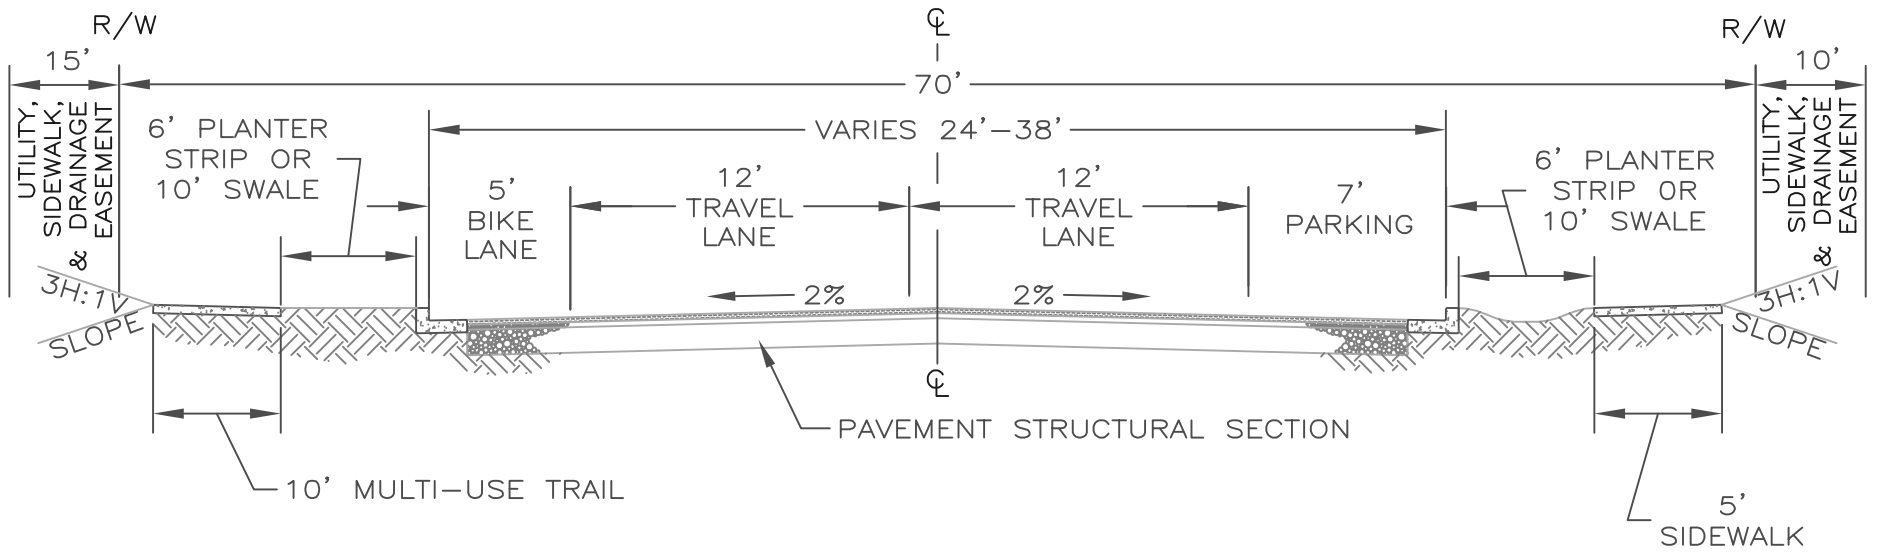 R/W
℄
R/W
15'
70'
10'
UTILITY,
SIDEWALK,
& DRAINAGE
EASEMENT
6' PLANTER
STRIP OR
10' SWALE
VARIES 24'-38'
5'
BIKE
LANE
12'
TRAVEL
LANE
12'
TRAVEL
LANE
7'
PARKING
6' PLANTER
STRIP OR
10' SWALE
UTILITY,
SIDEWALK,
& DRAINAGE
EASEMENT
3H:1V
SLOPE
2%
2%
3H:1V
SLOPE
℄
PAVEMENT STRUCTURAL SECTION
10' MULTI-USE TRAIL
5'
SIDEWALK